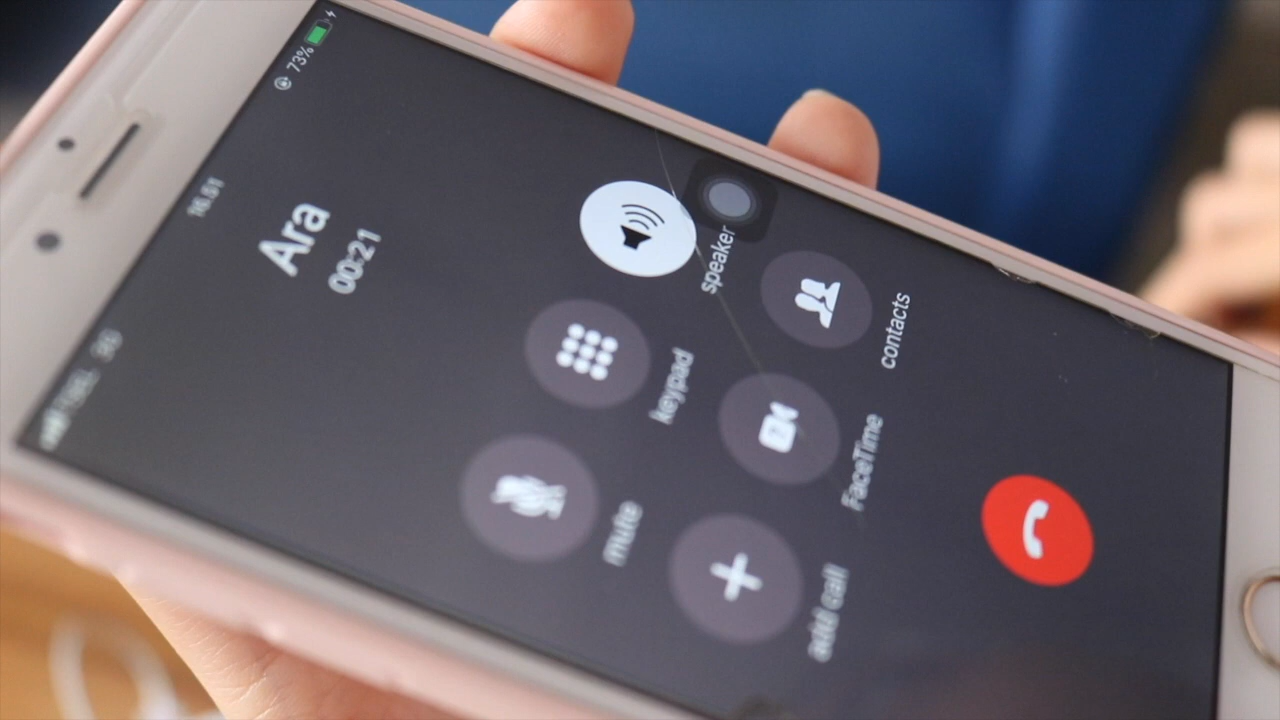 16.51
73%
Ara
00:21
mute
keypad
speaker
add call
FaceTime
contacts